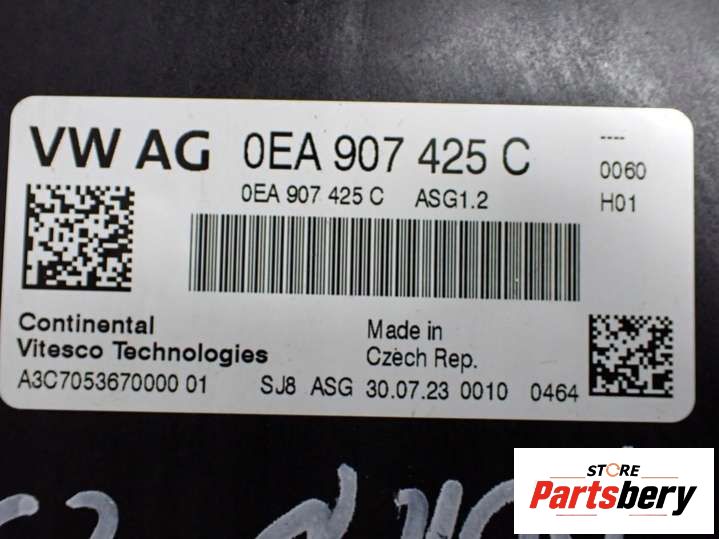 VW AG 0EA 907 425 C ----
0060
0EA 907 425 C ASG1.2 H01
Continental Made in
Vitesco Technologies Czech Rep.
A3C7053670000 01 SJ8 ASG 30.07.23 0010 0464
STORE
Partsbery